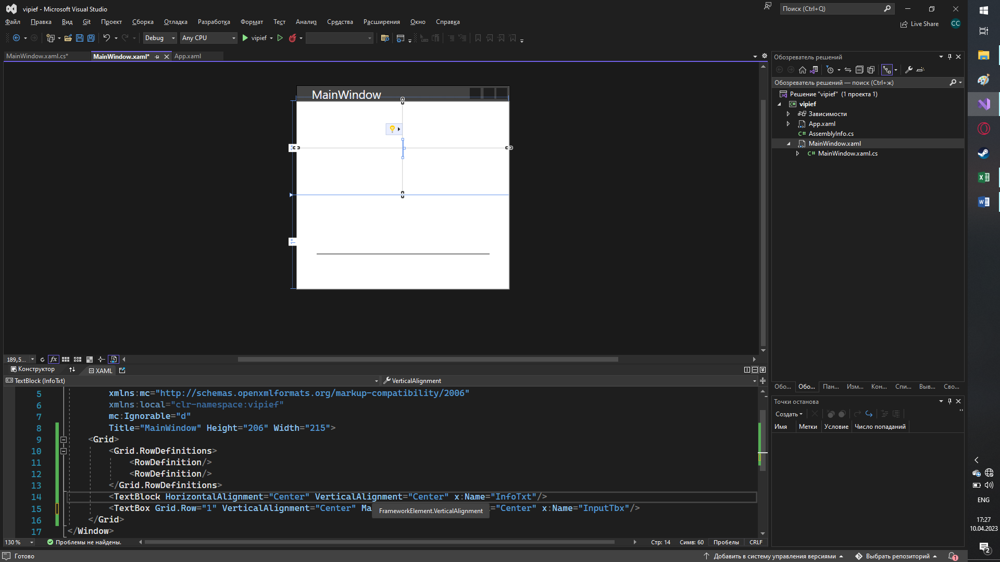 vipief - Microsoft Visual Studio
Поиск (Ctrl+Q)
Файл Правка Вид Git Проект Сборка Отладка Разработка Формат Тест Анализ Средства Расширения Окно Справка
Live Share
CC
Debug Any CPU vipief
MainWindow.xaml.cs* MainWindow.xaml* App.xaml
MainWindow
1*
189,5...
Конструктор XAML
TextBlock (InfoTxt) VerticalAlignment
5 xmlns:mc="http://schemas.openxmlformats.org/markup-compatibility/2006"
6 xmlns:local="clr-namespace:vipief"
7 mc:Ignorable="d"
8 Title="MainWindow" Height="206" Width="215">
9 <Grid>
10 <Grid.RowDefinitions>
11 <RowDefinition/>
12 <RowDefinition/>
13 </Grid.RowDefinitions>
14 <TextBlock HorizontalAlignment="Center" VerticalAlignment="Center" x:Name="InfoTxt"/>
15 <TextBox Grid.Row="1" VerticalAlignment="Center" Ma ="Center" x:Name="InputTbx"/>
FrameworkElement.VerticalAlignment
16 </Grid>
17 </Window>
130 % Проблемы не найдены. Стр: 14 Симв: 60 Пробелы CRLF
Готово
Добавить в систему управления версиями Выбрать репозиторий 1
Обозреватель решений
Обозреватель решений — поиск (Ctrl+ж)
Решение "vipief" (1 проекта 1)
vipief
Зависимости
App.xaml
AssemblyInfo.cs
MainWindow.xaml
MainWindow.xaml.cs
Обо... Обо... Пан... Изм... Кон... Спи... Выв... Сво...
Точки останова
Создать
Имя Метки Условие Число попаданий
ENG
17:27
10.04.2023
2